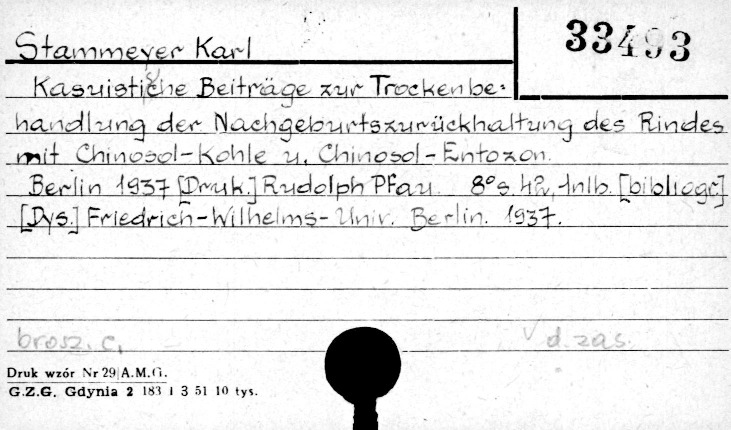 Stammeyer Karl
33493
Kasuistische Beiträge zur Trockenbe=
handlung der Nachgeburtszurückhaltung des Rindes
mit Chinosol-Kohle u. Chinosol-Entozon.
Berlin 1937 [Druk.] Rudolph Pfau. 8° s. 42, 1nlb. [bibliogr.]
[Dys.] Friedrich-Wilhelms-Univ. Berlin. 1937.
brosz. c. d. zas.
Druk wzór Nr 29 A.M.G.
G.Z.G. Gdynia 2 183 1 3 51 10 tys.